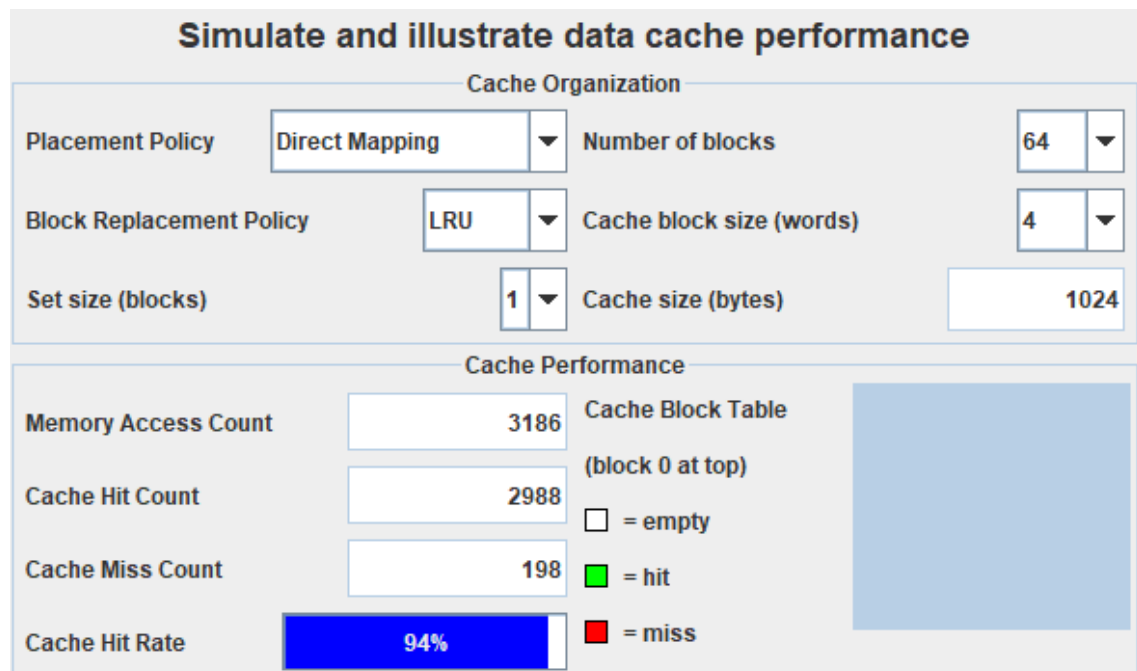 Simulate and illustrate data cache performance
Cache Organization
Placement Policy Direct Mapping Number of blocks 64
Block Replacement Policy LRU Cache block size (words) 4
Set size (blocks) 1 Cache size (bytes) 1024
Cache Performance
Memory Access Count 3186 Cache Block Table
(block 0 at top)
Cache Hit Count 2988
= empty
Cache Miss Count 198 = hit
Cache Hit Rate 94% = miss